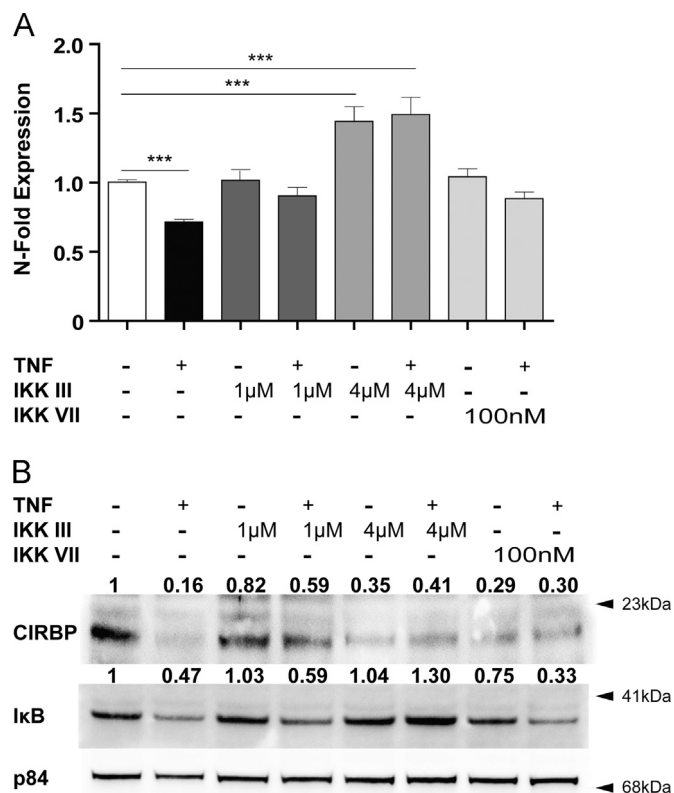 A
2.0
***
***
1.5
***
1.0
0.5
0
N-Fold Expression
TNF - + - + - + - +
IKK III - - 1µM 1µM 4µM 4µM - -
IKK VII - - - - - - 100nM
B
TNF - + - + - + - +
IKK III - - 1µM 1µM 4µM 4µM - -
IKK VII - - - - - - 100nM
1 0.16 0.82 0.59 0.35 0.41 0.29 0.30
23kDa
CIRBP
1 0.47 1.03 0.59 1.04 1.30 0.75 0.33
41kDa
IκB
p84
68kDa